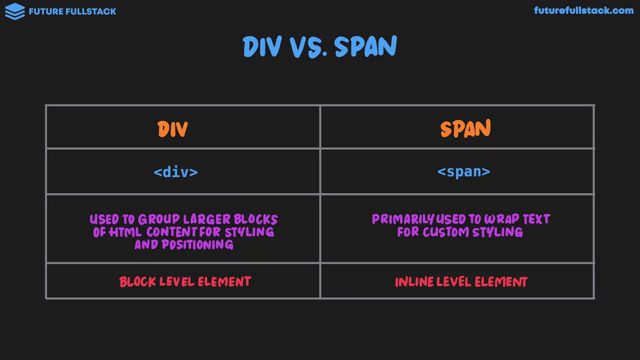 FUTURE FULLSTACK
futurefullstack.com
DIV VS. SPAN
DIV
SPAN
<div>
<span>
USED TO GROUP LARGER BLOCKS
OF HTML CONTENT FOR STYLING
AND POSITIONING
PRIMARILY USED TO WRAP TEXT
FOR CUSTOM STYLING
BLOCK LEVEL ELEMENT
INLINE LEVEL ELEMENT